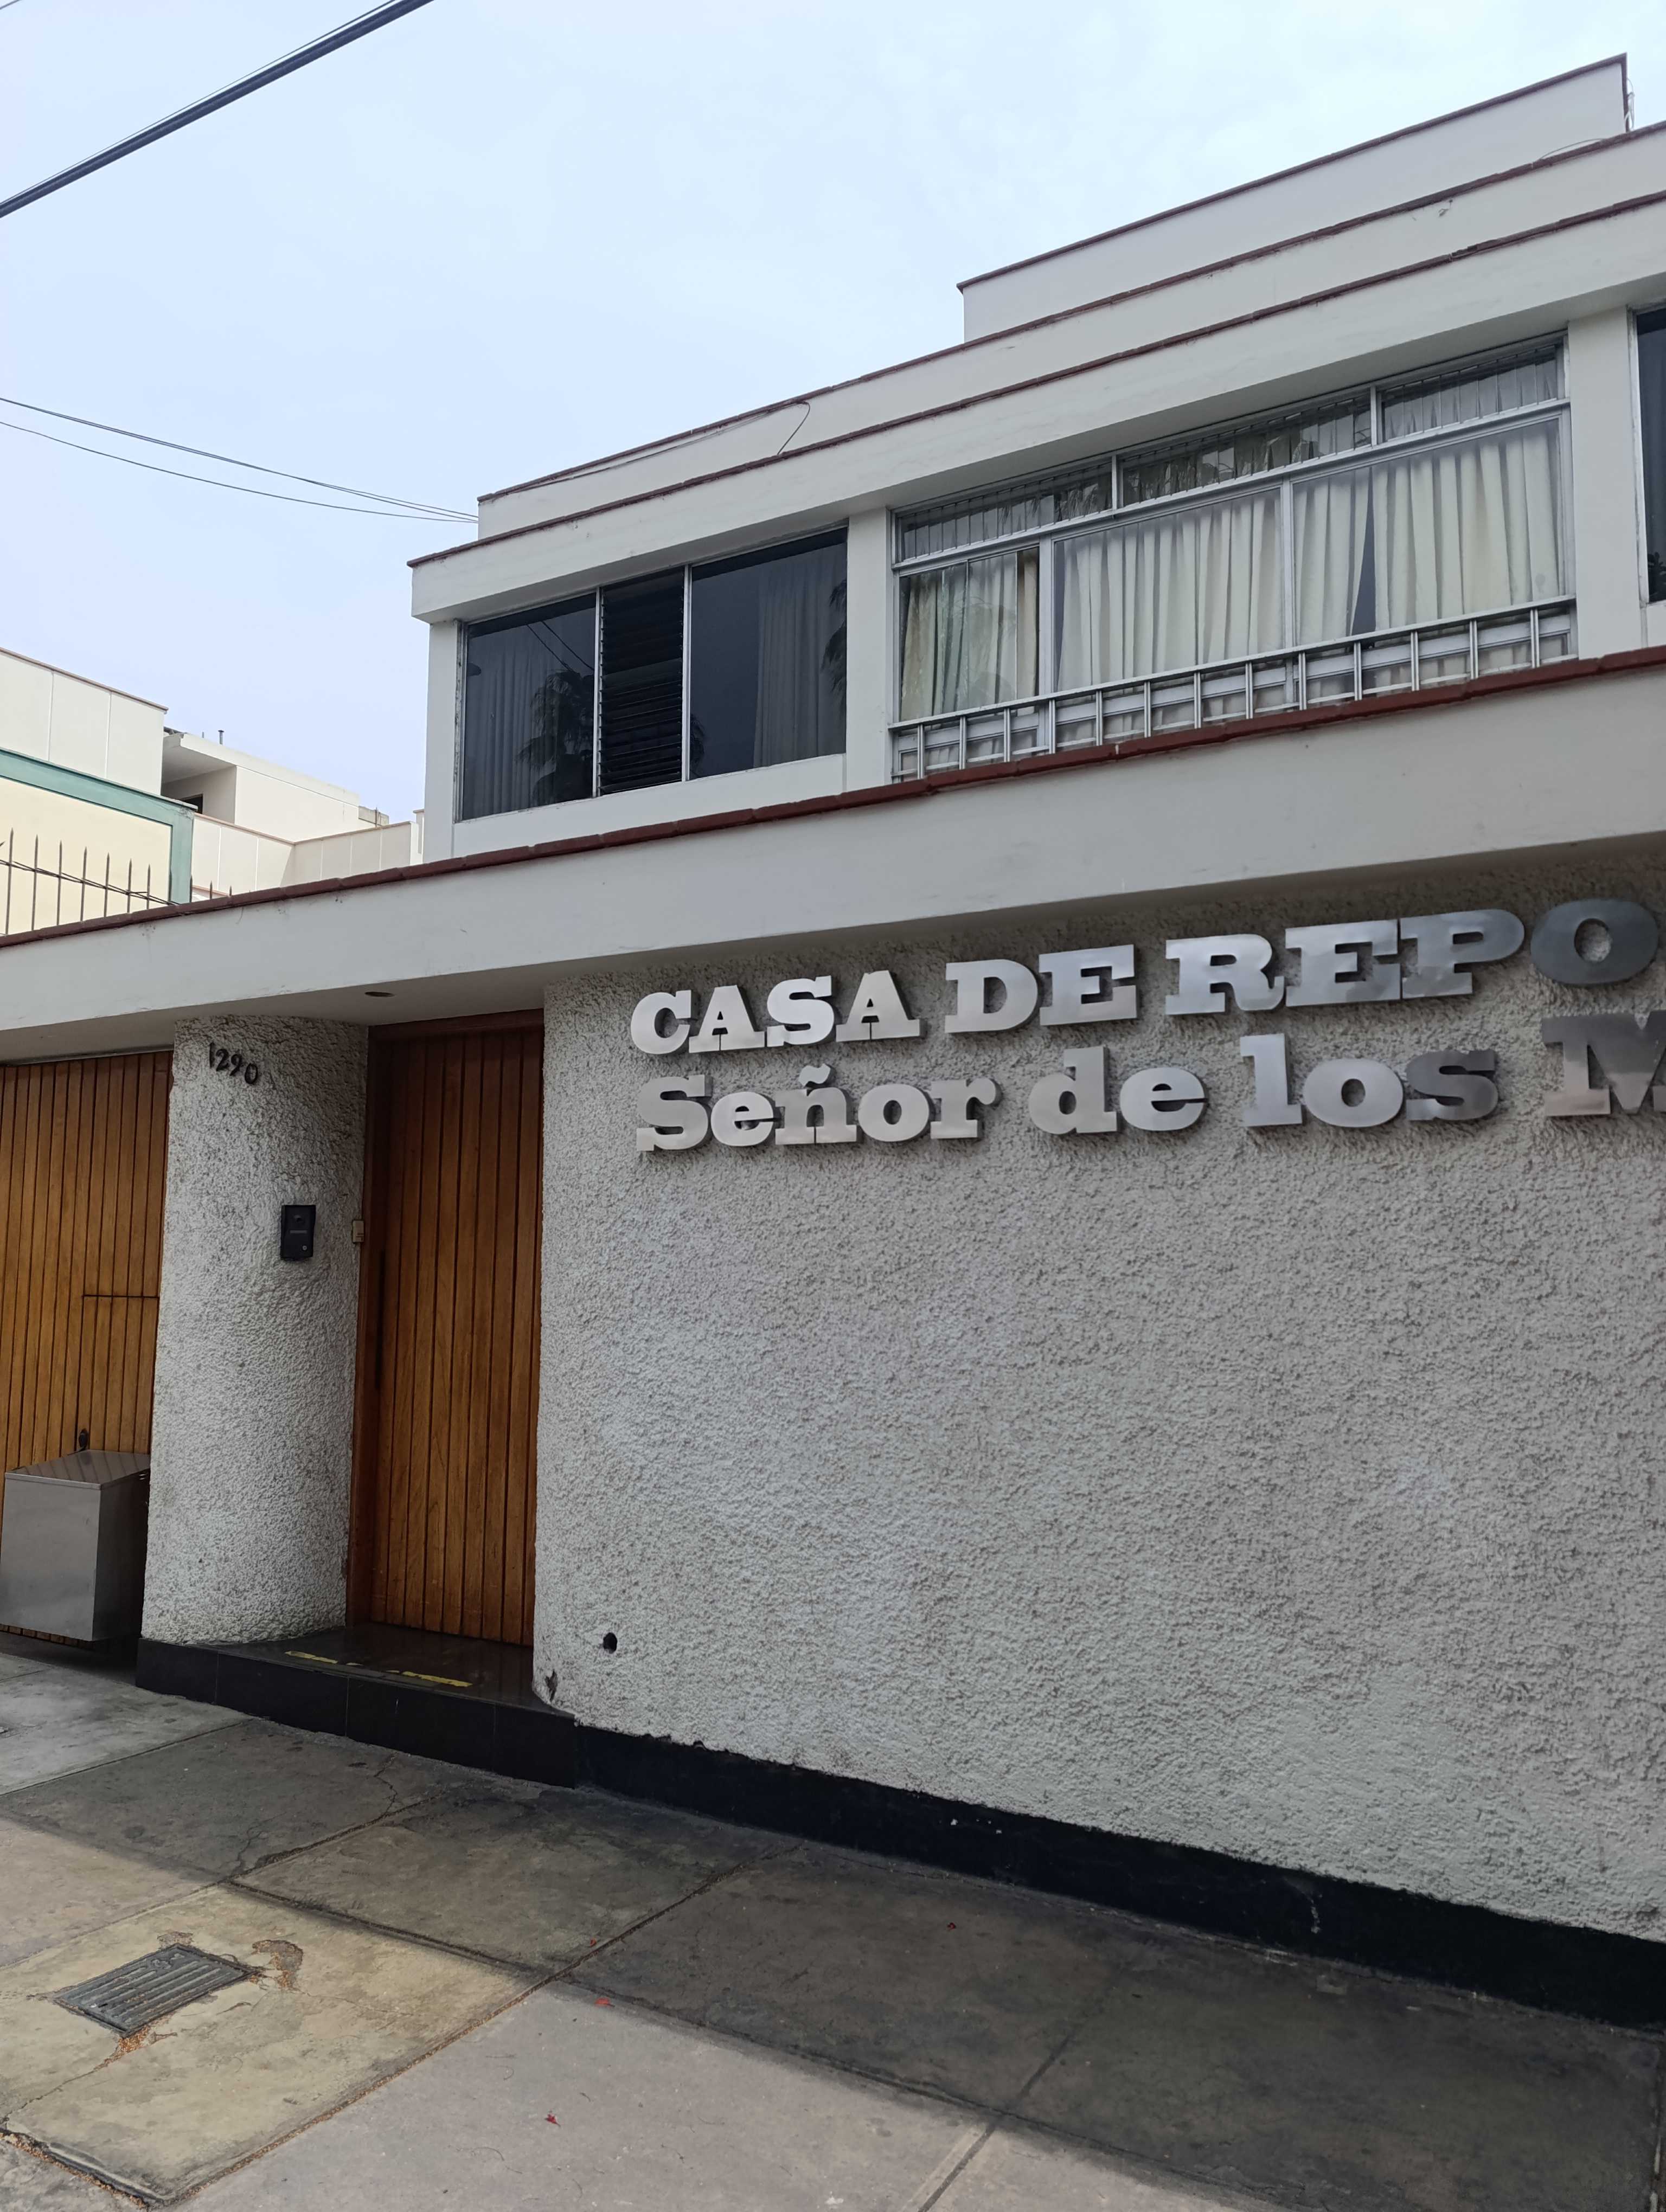 CASA DE REPO
Señor de los M
1290